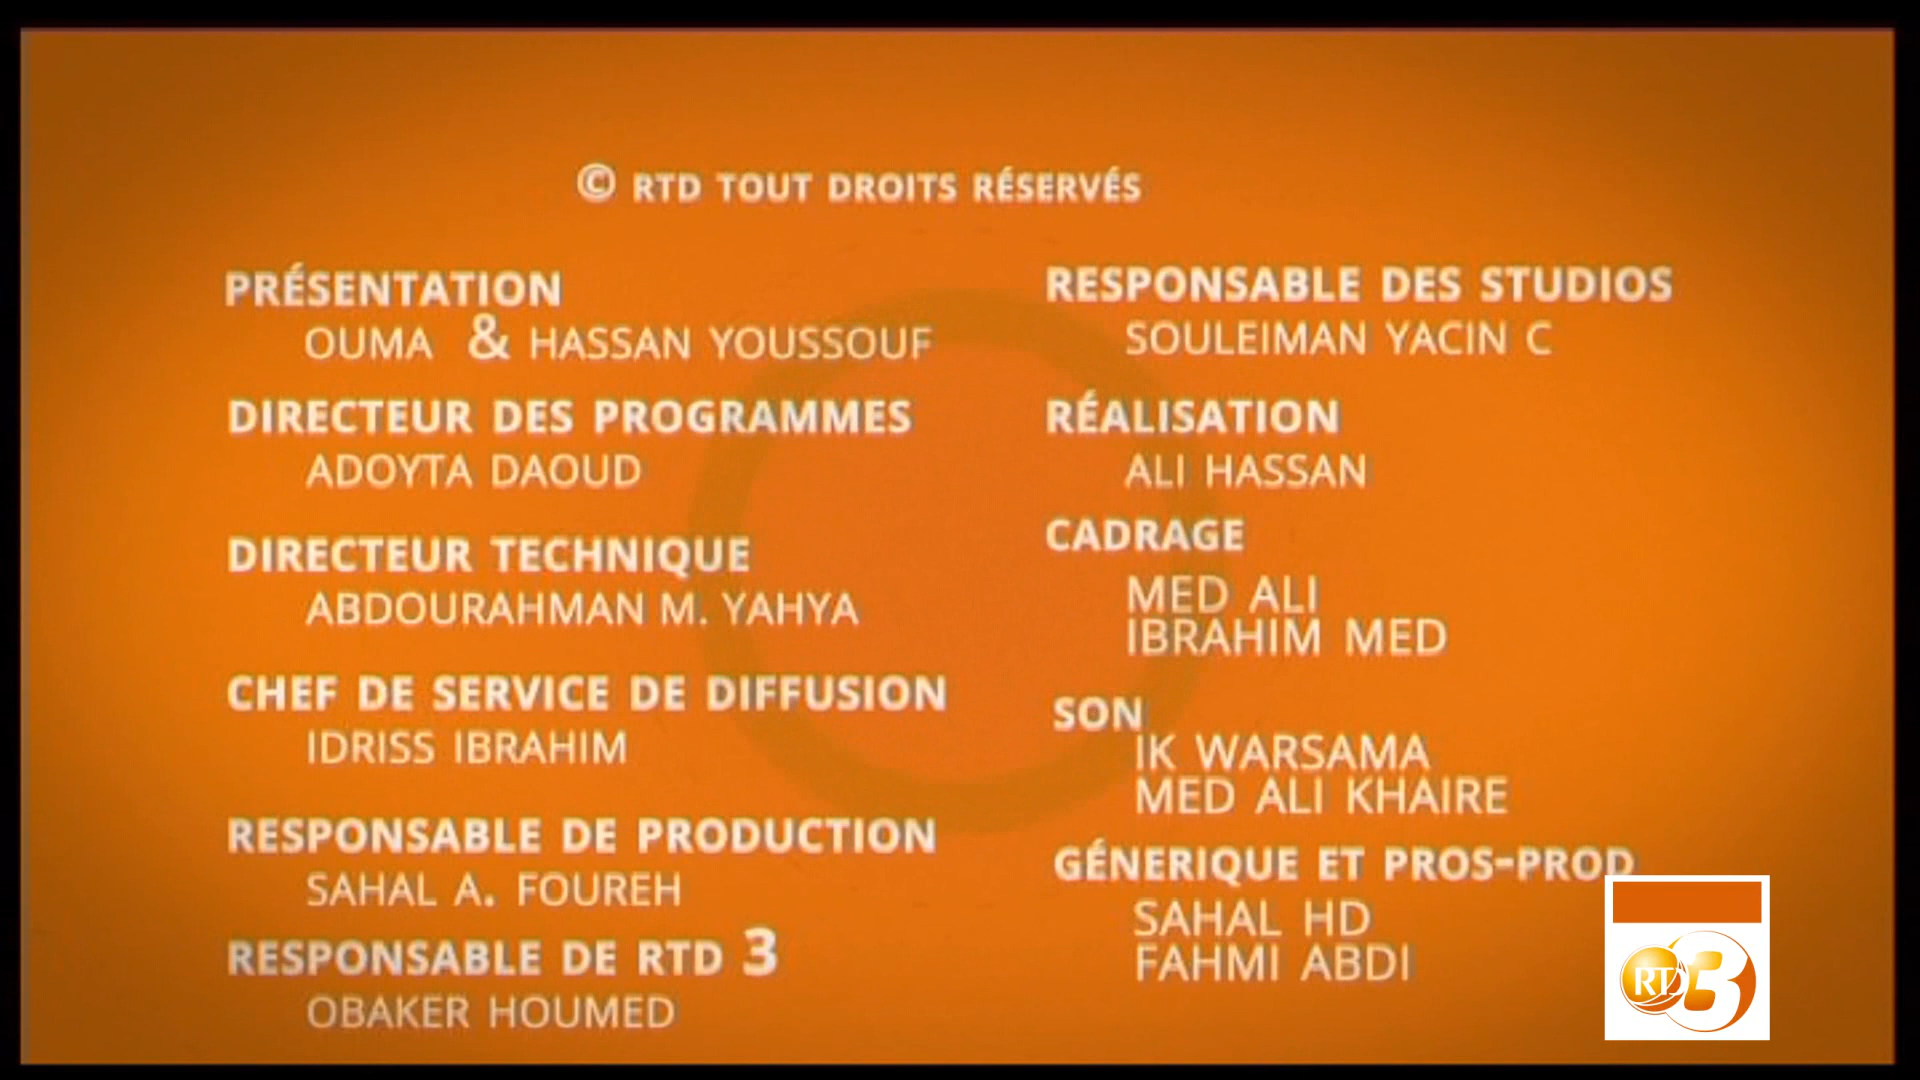 © RTD TOUT DROITS RÉSERVÉS
PRÉSENTATION
OUMA & HASSAN YOUSSOUF
DIRECTEUR DES PROGRAMMES
ADOYTA DAOUD
DIRECTEUR TECHNIQUE
ABDOURAHMAN M. YAHYA
CHEF DE SERVICE DE DIFFUSION
IDRISS IBRAHIM
RESPONSABLE DE PRODUCTION
SAHAL A. FOUREH
RESPONSABLE DE RTD 3
OBAKER HOUMED
RESPONSABLE DES STUDIOS
SOULEIMAN YACIN C
RÉALISATION
ALI HASSAN
CADRAGE
MED ALI
IBRAHIM MED
SON
IK WARSAMA
MED ALI KHAIRE
GÉNERIQUE ET PROS-PROD
SAHAL HD
FAHMI ABDI
RTD 3